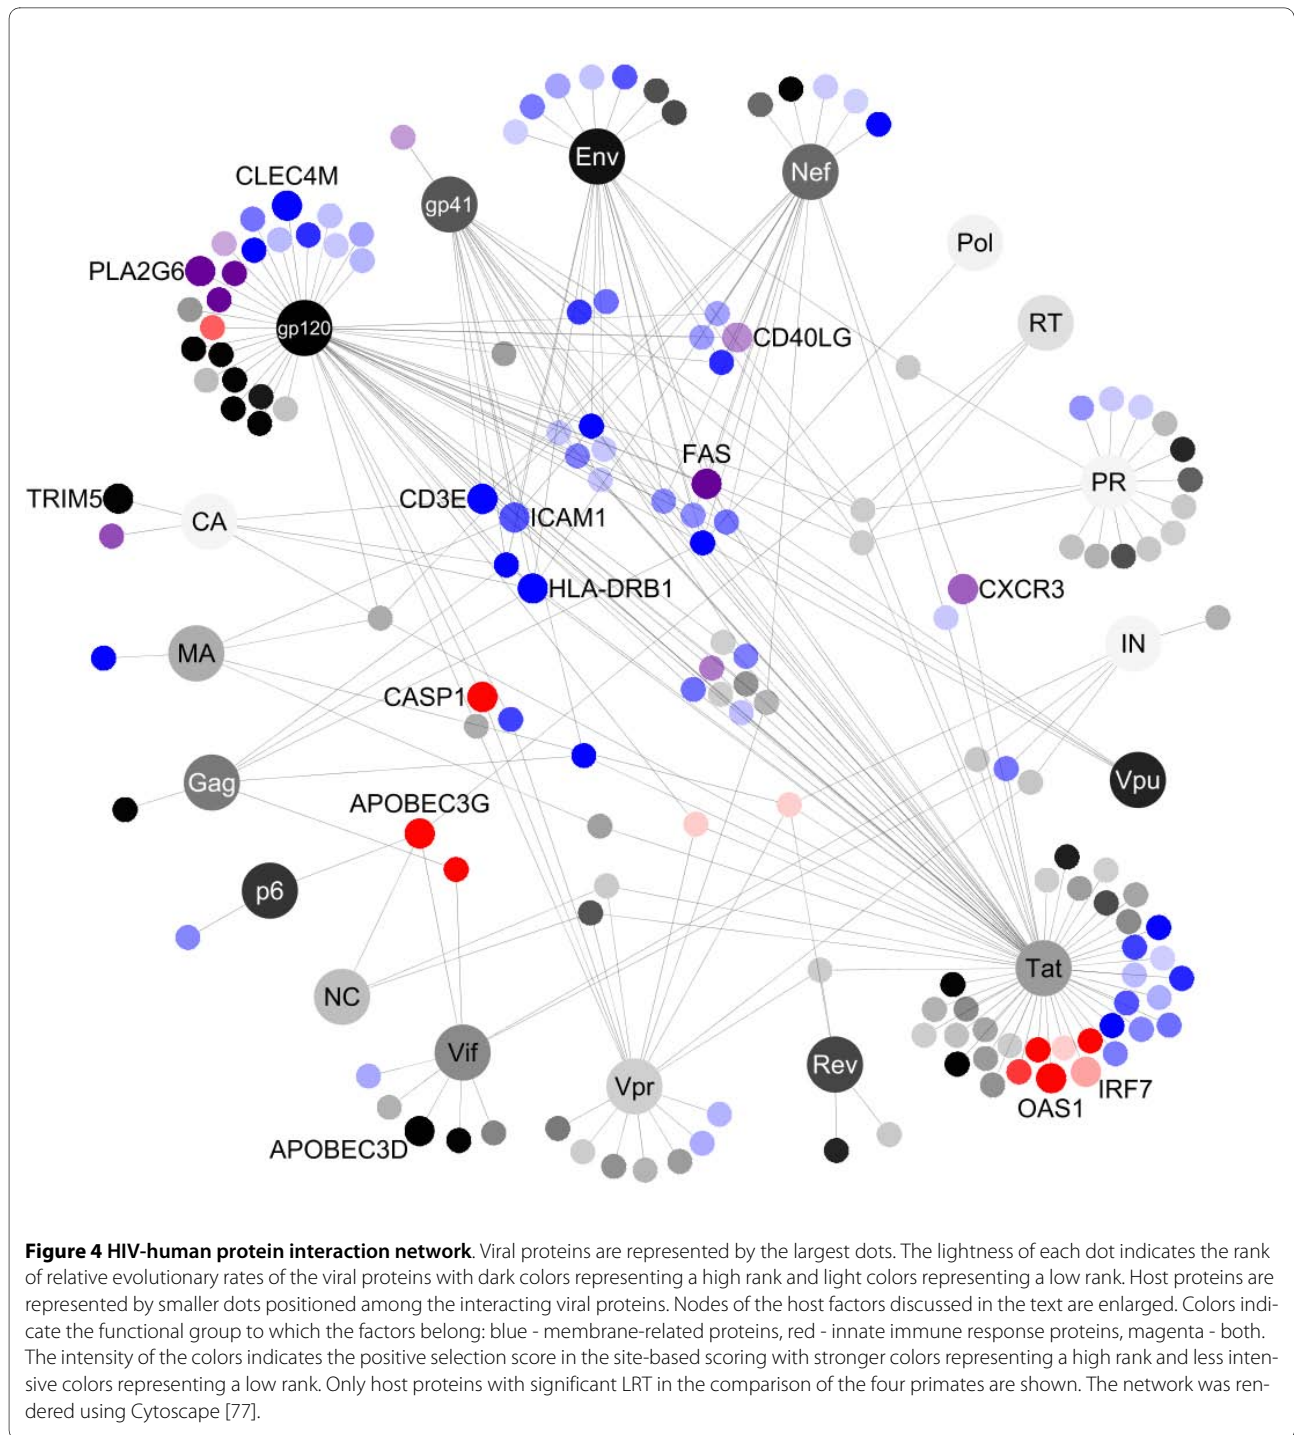 Env
Nef
CLEC4M
gp41
Pol
PLA2G6
gp120
RT
CD40LG
FAS
PR
TRIM5
CD3E
CA
ICAM1
HLA-DRB1
CXCR3
IN
MA
CASP1
Gag
Vpu
APOBEC3G
p6
Tat
NC
Vif
Rev
Vpr
IRF7
OAS1
APOBEC3D
Figure 4 HIV-human protein interaction network. Viral proteins are represented by the largest dots. The lightness of each dot indicates the rank
of relative evolutionary rates of the viral proteins with dark colors representing a high rank and light colors representing a low rank. Host proteins are
represented by smaller dots positioned among the interacting viral proteins. Nodes of the host factors discussed in the text are enlarged. Colors indi-
cate the functional group to which the factors belong: blue - membrane-related proteins, red - innate immune response proteins, magenta - both.
The intensity of the colors indicates the positive selection score in the site-based scoring with stronger colors representing a high rank and less inten-
sive colors representing a low rank. Only host proteins with significant LRT in the comparison of the four primates are shown. The network was ren-
dered using Cytoscape [77].